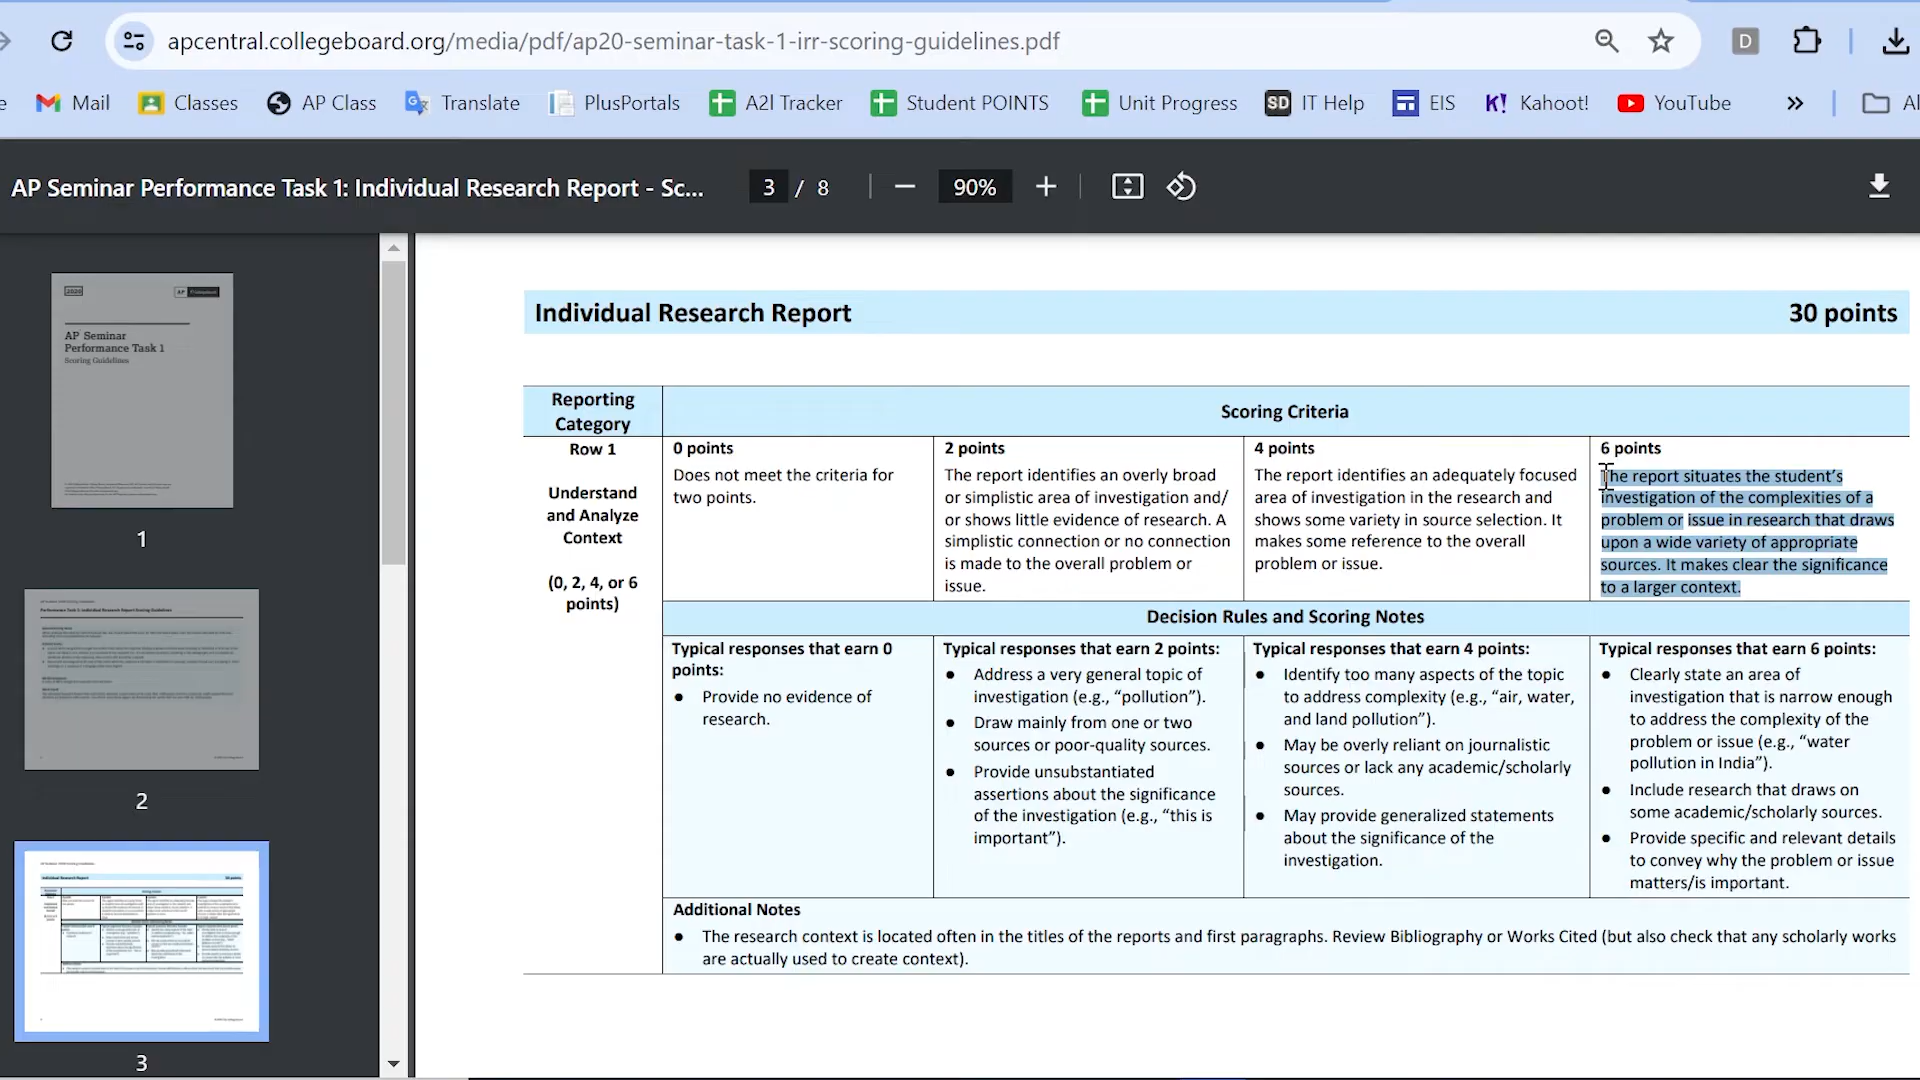 apcentral.collegeboard.org/media/pdf/ap20-seminar-task-1-irr-scoring-guidelines.pdf
D
Mail
Classes
AP Class
Translate
PlusPortals
A2l Tracker
Student POINTS
Unit Progress
SD IT Help
EIS
K! Kahoot!
YouTube
AP Seminar Performance Task 1: Individual Research Report - Sc...
3 / 8
90%
2020
AP
AP Seminar
Performance Task 1
Scoring Guidelines
1
2
3
Individual Research Report
30 points
Reporting
Category
Scoring Criteria
Row 1
Understand
and Analyze
Context
(0, 2, 4, or 6
points)
0 points
Does not meet the criteria for
two points.
2 points
The report identifies an overly broad
or simplistic area of investigation and/
or shows little evidence of research. A
simplistic connection or no connection
is made to the overall problem or
issue.
4 points
The report identifies an adequately focused
area of investigation in the research and
shows some variety in source selection. It
makes some reference to the overall
problem or issue.
6 points
The report situates the student’s
investigation of the complexities of a
problem or issue in research that draws
upon a wide variety of appropriate
sources. It makes clear the significance
to a larger context.
Decision Rules and Scoring Notes
Typical responses that earn 0
points:
● Provide no evidence of
research.
Typical responses that earn 2 points:
● Address a very general topic of
investigation (e.g., “pollution”).
● Draw mainly from one or two
sources or poor-quality sources.
● Provide unsubstantiated
assertions about the significance
of the investigation (e.g., “this is
important”).
Typical responses that earn 4 points:
● Identify too many aspects of the topic
to address complexity (e.g., “air, water,
and land pollution”).
● May be overly reliant on journalistic
sources or lack any academic/scholarly
sources.
● May provide generalized statements
about the significance of the
investigation.
Typical responses that earn 6 points:
● Clearly state an area of
investigation that is narrow enough
to address the complexity of the
problem or issue (e.g., “water
pollution in India”).
● Include research that draws on
some academic/scholarly sources.
● Provide specific and relevant details
to convey why the problem or issue
matters/is important.
Additional Notes
● The research context is located often in the titles of the reports and first paragraphs. Review Bibliography or Works Cited (but also check that any scholarly works
are actually used to create context).